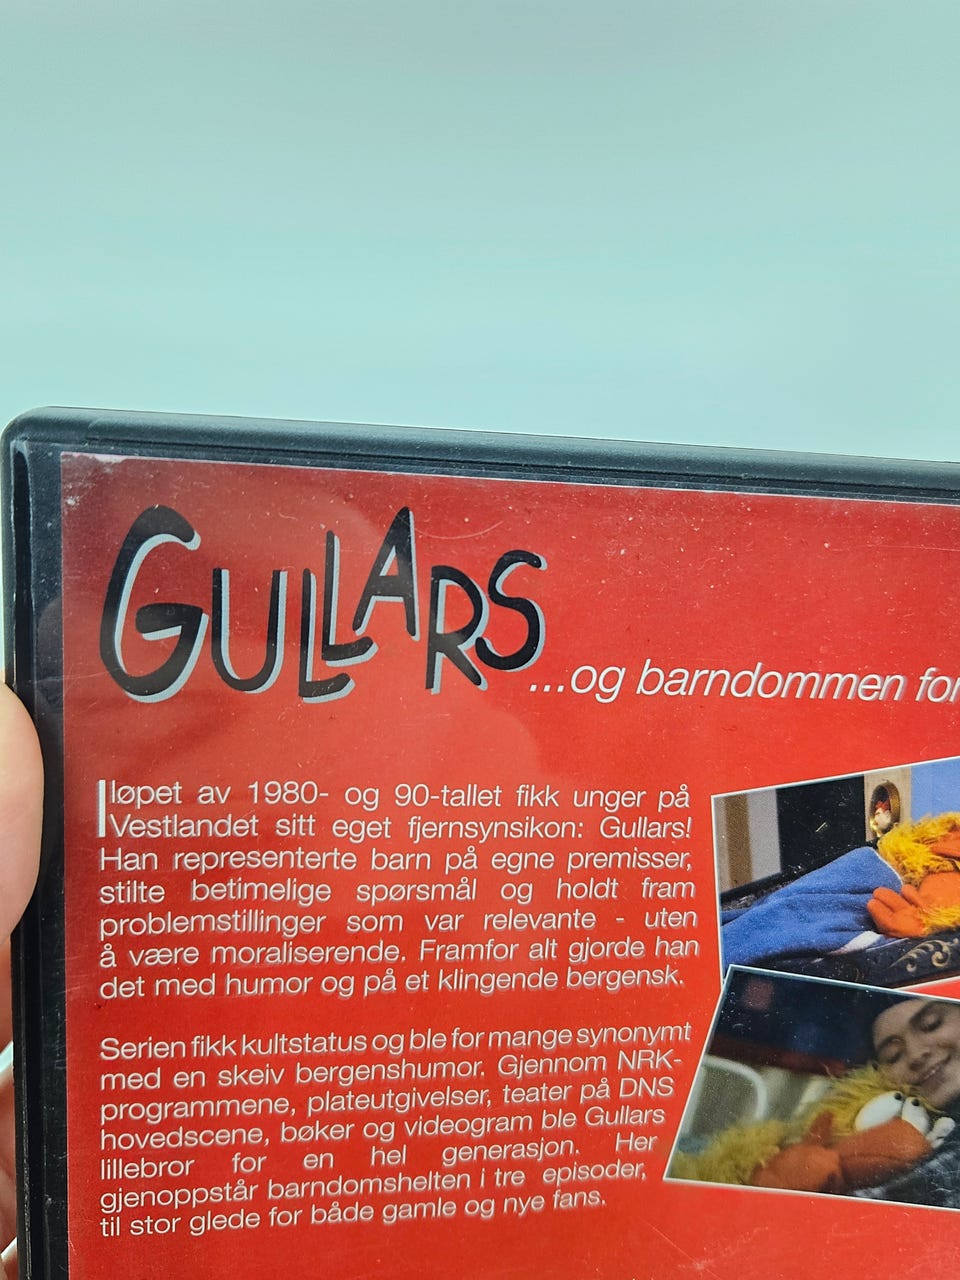 GULLARS
...og barndommen for
I løpet av 1980- og 90-tallet fikk unger på
Vestlandet sitt eget fjernsynsikon: Gullars!
Han representerte barn på egne premisser,
stilte betimelige spørsmål og holdt fram
problemstillinger som var relevante - uten
å være moraliserende. Framfor alt gjorde han
det med humor og på et klingende bergensk.
Serien fikk kultstatus og ble for mange synonymt
med en skeiv bergenshumor. Gjennom NRK-
programmene, plateutgivelser, teater på DNS
hovedscene, bøker og videogram ble Gullars
lillebror for en hel generasjon. Her
gjenoppstår barndomshelten i tre episoder,
til stor glede for både gamle og nye fans.